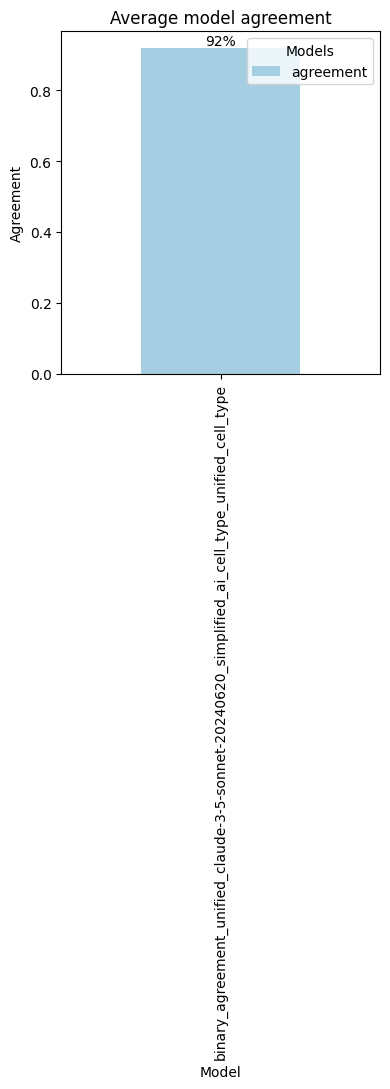 Average model agreement
92%
Models
agreement
0.8
0.6
0.4
0.2
0.0
Agreement
binary_agreement_unified_claude-3-5-sonnet-20240620_simplified_ai_cell_type_unified_cell_type
Model